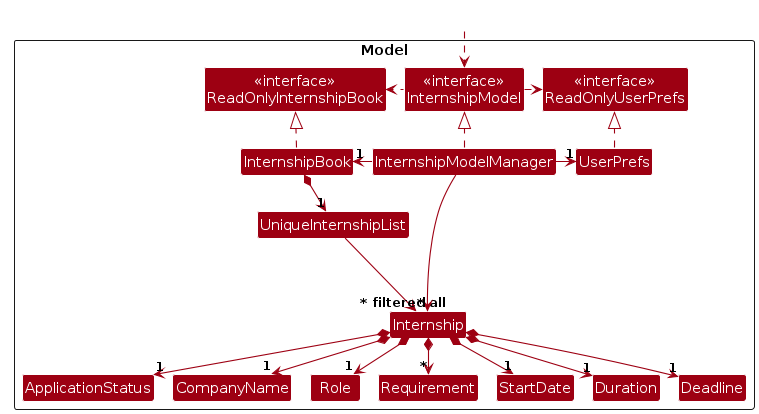 Model
«interface»
ReadOnlyInternshipBook
«interface»
InternshipModel
«interface»
ReadOnlyUserPrefs
InternshipBook
1
InternshipModelManager
1
UserPrefs
1
UniqueInternshipList
* filtered
all
Internship
1
1
1
*
1
1
1
ApplicationStatus
CompanyName
Role
Requirement
StartDate
Duration
Deadline